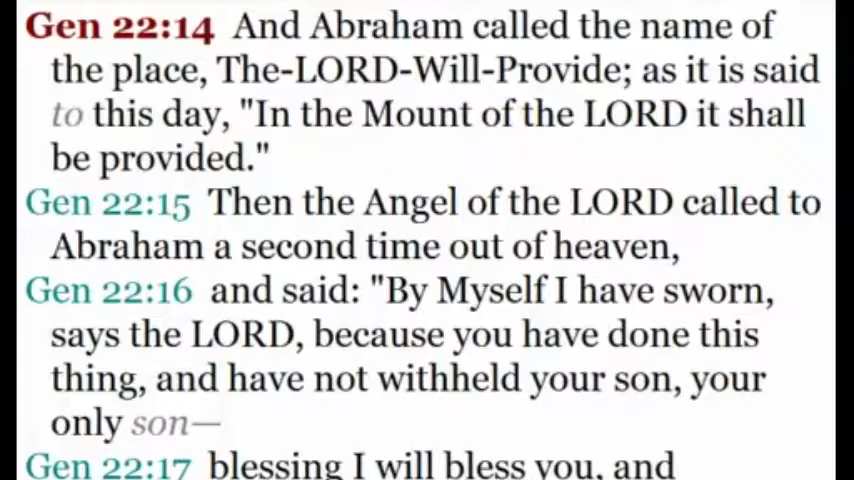 Gen 22:14 And Abraham called the name of
the place, The-LORD-Will-Provide; as it is said
to this day, "In the Mount of the LORD it shall
be provided."
Gen 22:15 Then the Angel of the LORD called to
Abraham a second time out of heaven,
Gen 22:16 and said: "By Myself I have sworn,
says the LORD, because you have done this
thing, and have not withheld your son, your
only son—
Gen 22:17 blessing I will bless you, and